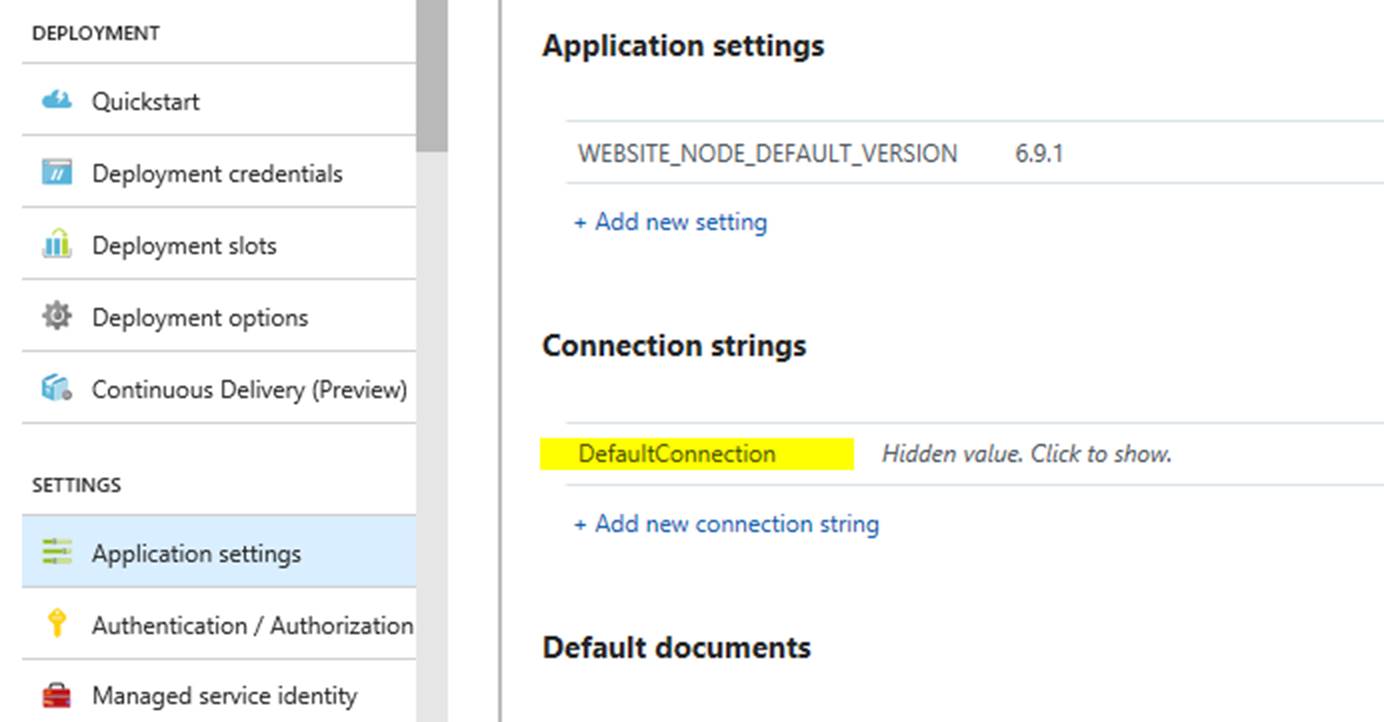 DEPLOYMENT
Quickstart
Deployment credentials
Deployment slots
Deployment options
Continuous Delivery (Preview)
SETTINGS
Application settings
Authentication / Authorization
Managed service identity
Application settings
WEBSITE_NODE_DEFAULT_VERSION 6.9.1
+ Add new setting
Connection strings
DefaultConnection Hidden value. Click to show.
+ Add new connection string
Default documents